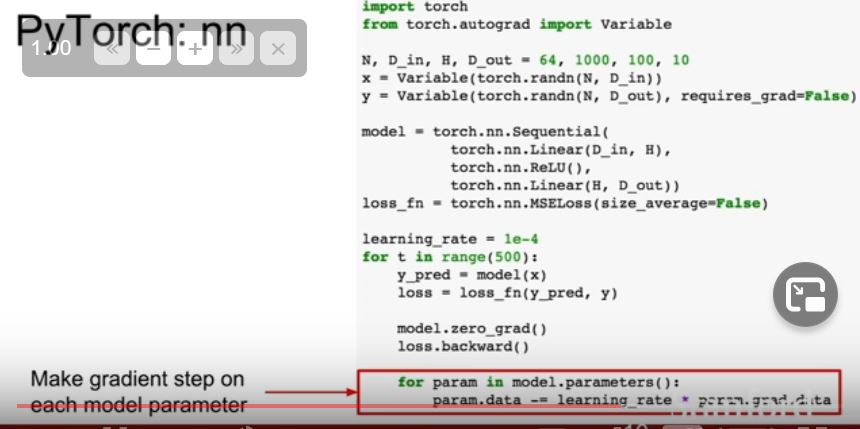 PyTorch: nn
1.00 « − + » ×
import torch
from torch.autograd import Variable
N, D_in, H, D_out = 64, 1000, 100, 10
x = Variable(torch.randn(N, D_in))
y = Variable(torch.randn(N, D_out), requires_grad=False)
model = torch.nn.Sequential(
torch.nn.Linear(D_in, H),
torch.nn.ReLU(),
torch.nn.Linear(H, D_out))
loss_fn = torch.nn.MSELoss(size_average=False)
learning_rate = 1e-4
for t in range(500):
y_pred = model(x)
loss = loss_fn(y_pred, y)
model.zero_grad()
loss.backward()
Make gradient step on
each model parameter
for param in model.parameters():
param.data -= learning_rate * param.grad.data